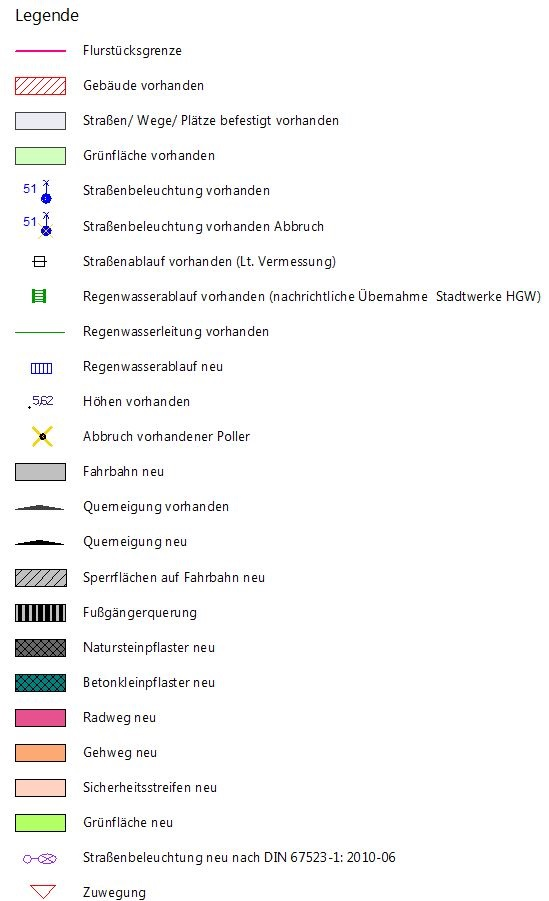 Legende
Flurstücksgrenze
Gebäude vorhanden
Straßen/ Wege/ Plätze befestigt vorhanden
Grünfläche vorhanden
51 Straßenbeleuchtung vorhanden
51 Straßenbeleuchtung vorhanden Abbruch
Straßenablauf vorhanden (Lt. Vermessung)
Regenwasserablauf vorhanden (nachrichtliche Übernahme Stadtwerke HGW)
Regenwasserleitung vorhanden
Regenwasserablauf neu
5,62 Höhen vorhanden
Abbruch vorhandener Poller
Fahrbahn neu
Querneigung vorhanden
Querneigung neu
Sperrflächen auf Fahrbahn neu
Fußgängerquerung
Natursteinpflaster neu
Betonkleinpflaster neu
Radweg neu
Gehweg neu
Sicherheitsstreifen neu
Grünfläche neu
Straßenbeleuchtung neu nach DIN 67523-1: 2010-06
Zuwegung